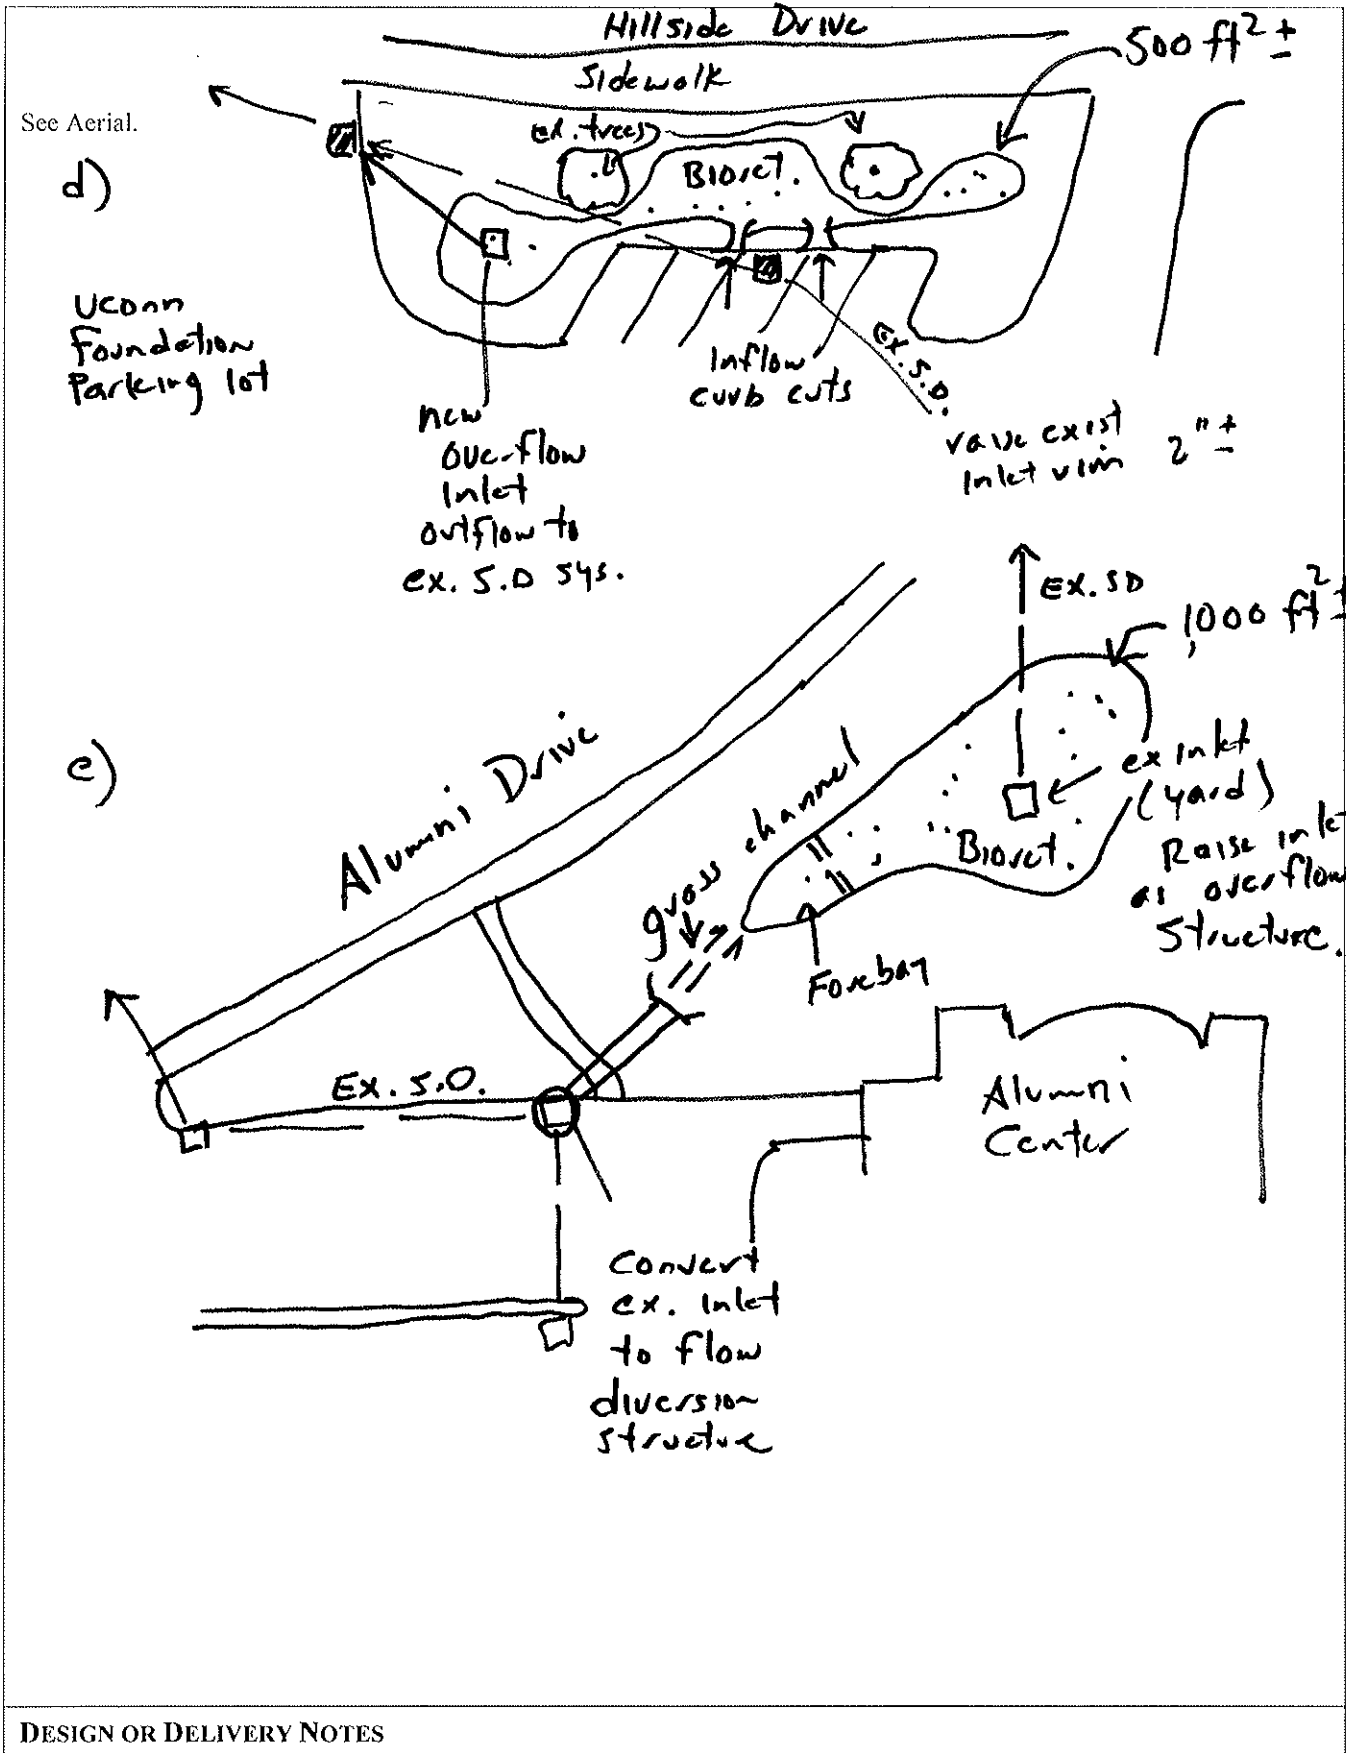 Hillside Drive
500 ft² ±
Sidewalk
See Aerial.
ex. trees
d)
Bioret.
UConn
Foundation
Parking lot
Inflow
curb cuts
Ex. S.D.
new
overflow
Inlet
outflow to
ex. S.D sys.
raise exist
Inlet rim 2" ±
Ex. SD
1,000 ft² ±
e)
Alumni Drive
grass channel
ex inlet
(yard)
Raise inlet
as overflow
structure.
Bioret.
Forebay
Ex. S.D.
Alumni
Center
Convert
ex. Inlet
to flow
diversion
structure
DESIGN OR DELIVERY NOTES